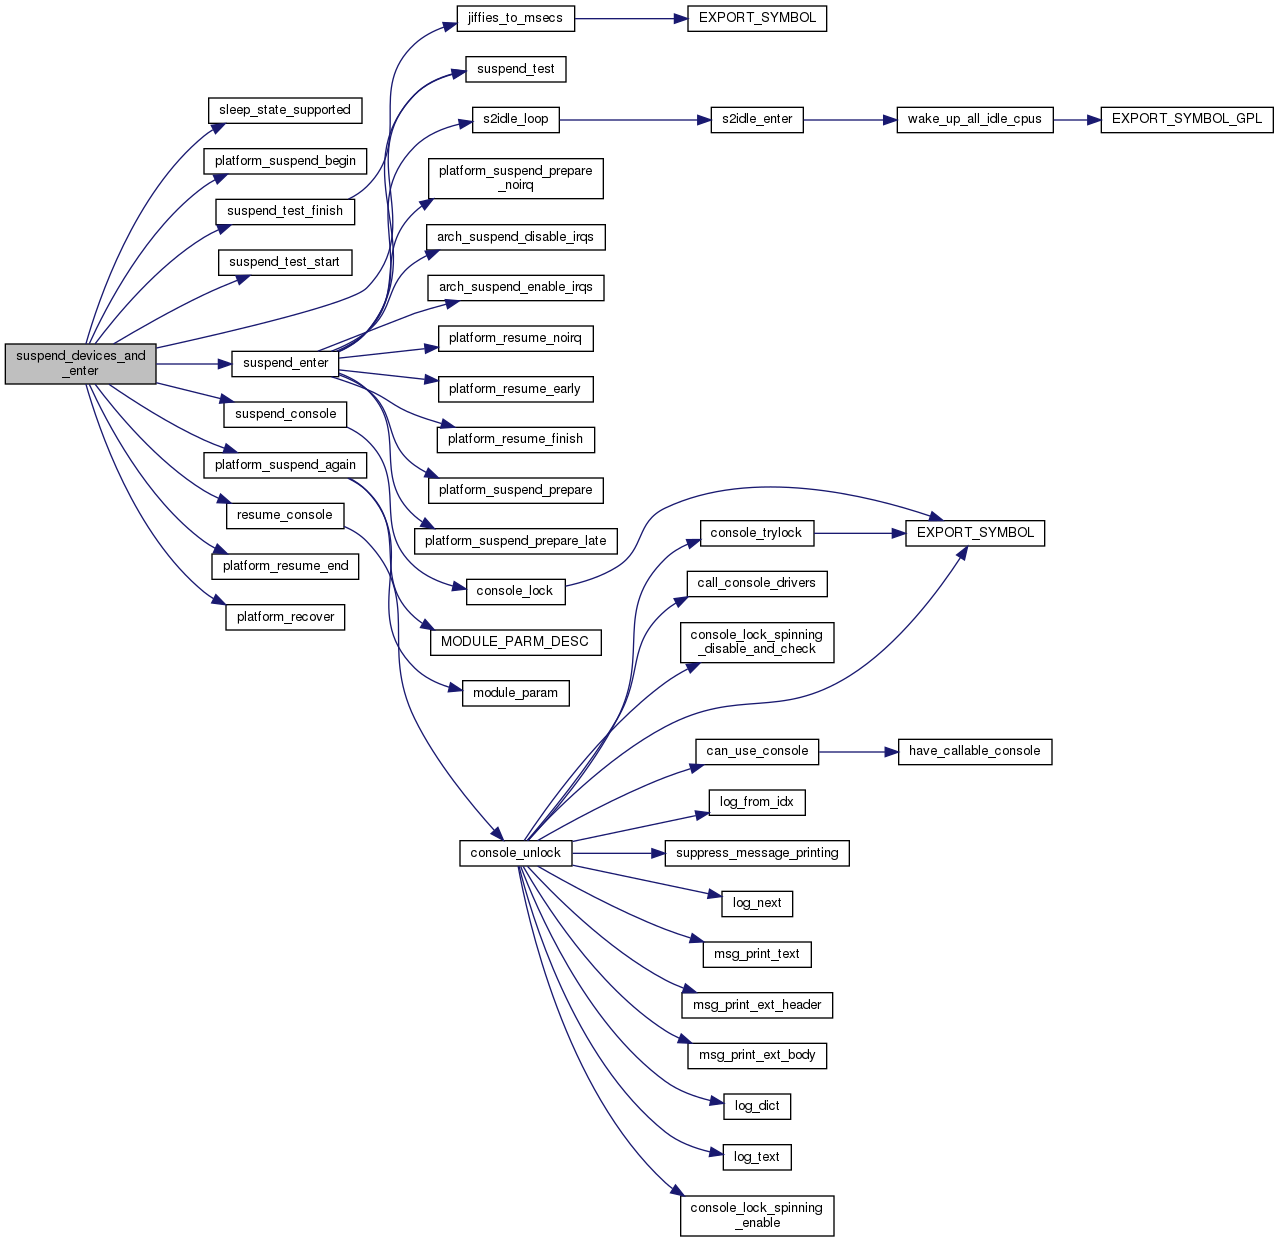 suspend_devices_and
_enter
sleep_state_supported
platform_suspend_begin
suspend_test_finish
suspend_test_start
suspend_enter
suspend_console
platform_suspend_again
resume_console
platform_resume_end
platform_recover
jiffies_to_msecs
EXPORT_SYMBOL
suspend_test
s2idle_loop
s2idle_enter
wake_up_all_idle_cpus
EXPORT_SYMBOL_GPL
platform_suspend_prepare
_noirq
arch_suspend_disable_irqs
arch_suspend_enable_irqs
platform_resume_noirq
platform_resume_early
platform_resume_finish
platform_suspend_prepare
platform_suspend_prepare_late
console_lock
MODULE_PARM_DESC
module_param
console_unlock
console_trylock
EXPORT_SYMBOL
call_console_drivers
console_lock_spinning
_disable_and_check
can_use_console
have_callable_console
log_from_idx
suppress_message_printing
log_next
msg_print_text
msg_print_ext_header
msg_print_ext_body
log_dict
log_text
console_lock_spinning
_enable